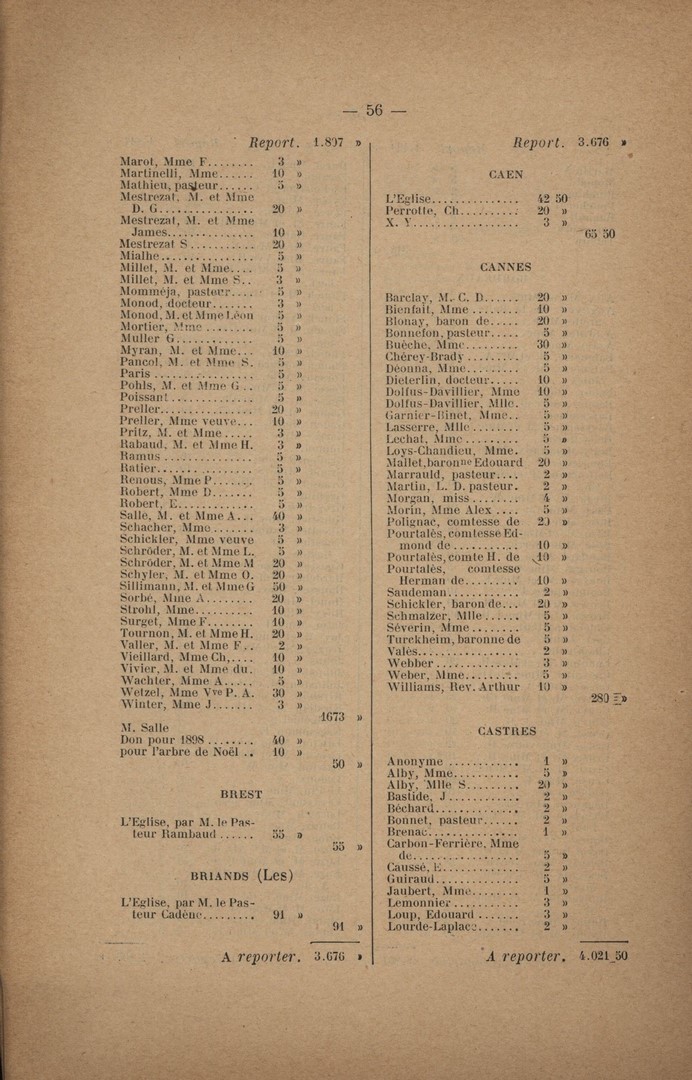 — 56 —
Report. 1.807 »
Marot, Mme F........ 3 »
Martinelli, Mme...... 10 »
Mathieu, pasteur...... 5 »
Mestrezat, M. et Mme
D. G................ 20 »
Mestrezat, M. et Mme
James.............. 10 »
Mestrezat S .......... 20 »
Mialhe............... 5 »
Millet, M. et Mme.... 5 »
Millet, M. et Mme S.. 3 »
Momméja, pasteur.... 5 »
Monod, docteur....... 3 »
Monod, M. et Mme Léon 5 »
Mortier, Mme ........ 5 »
Muller G............. 5 »
Myran, M. et Mme... 10 »
Pancol, M. et Mme S. 5 »
Paris ................ 5 »
Pohls, M. et Mme G .. 5 »
Poissant .............. 5 »
Preller............... 20 »
Preller, Mme veuve... 10 »
Pritz, M. et Mme..... 3 »
Rabaud, M. et Mme H. 3 »
Ramus ............... 5 »
Ratier................ 5 »
Renous, Mme P....... 5 »
Robert, Mme D....... 5 »
Robert, E............ 5 »
Salle, M. et Mme A... 40 »
Schacher, Mme....... 3 »
Schickler, Mme veuve 5 »
Schröder, M. et Mme L. 5 »
Schröder, M. et Mme M 20 »
Schyler, M. et Mme O. 20 »
Sillimann, M. et Mme G 50 »
Sorbé, Mme A........ 20 »
Strohl, Mme.......... 10 »
Surget, Mme F........ 10 »
Tournon, M. et Mme H. 20 »
Valler, M. et Mme F.. 2 »
Vieillard, Mme Ch,.... 10 »
Vivier, M. et Mme du. 10 »
Wachter, Mme A..... 5 »
Wetzel, Mme Vve P. A. 30 »
Winter, Mme J....... 3 »
1673 »
M. Salle
Don pour 1898 ........ 40 »
pour l'arbre de Noël .. 10 »
50 »
BREST
L'Eglise, par M. le Pas-
teur Rambaud ...... 55 »
55 »
BRIANDS (Les)
L'Eglise, par M. le Pas-
teur Cadène......... 91 »
91 »
A reporter. 3.676 »
Report. 3.676 »
CAEN
L'Eglise............... 42 50
Perrotte, Ch.......... 20 »
X. Y.................. 3 »
65 50
CANNES
Barclay, M. C. D...... 20 »
Bienfait, Mme ........ 10 »
Blonay, baron de..... 20 »
Bonnefon, pasteur..... 5 »
Buèche, Mme.......... 30 »
Chérey-Brady ......... 5 »
Déonna, Mme......... 5 »
Dieterlin, docteur..... 10 »
Dolfus-Davillier, Mme 10 »
Dolfus-Davillier, Mlle. 5 »
Garnier-Binet, Mme.. 5 »
Lasserre, Mlle ........ 5 »
Lechat, Mme ......... 5 »
Loys-Chandieu, Mme. 5 »
Mallet, baronne Edouard 20 »
Marrauld, pasteur.... 2 »
Martin, L. D. pasteur. 2 »
Morgan, miss ........ 4 »
Morin, Mme Alex .... 5 »
Polignac, comtesse de 20 »
Pourtalès, comtesse Ed-
mond de ........... 10 »
Pourtalès, comte H. de 10 »
Pourtalès, comtesse
Herman de......... 10 »
Saudeman............ 2 »
Schickler, baron de... 20 »
Schmalzer, Mlle ...... 5 »
Séverin, Mme ........ 5 »
Turckheim, baronne de 5 »
Valès................. 2 »
Webber .............. 3 »
Weber, Mme......... 5 »
Williams, Rev. Arthur 10 »
280 »
CASTRES
Anonyme ............ 1 »
Alby, Mme........... 5 »
Alby, Mlle S......... 20 »
Bastide, J ........... 2 »
Béchard.............. 2 »
Bonnet, pasteur...... 2 »
Brenac............... 1 »
Carbon-Ferrière, Mme
de.................. 5 »
Caussé, E............ 2 »
Guiraud.............. 5 »
Jaubert, Mme........ 1 »
Lemonnier ........... 3 »
Loup, Edouard ....... 3 »
Lourde-Laplace....... 2 »
A reporter. 4.021 50